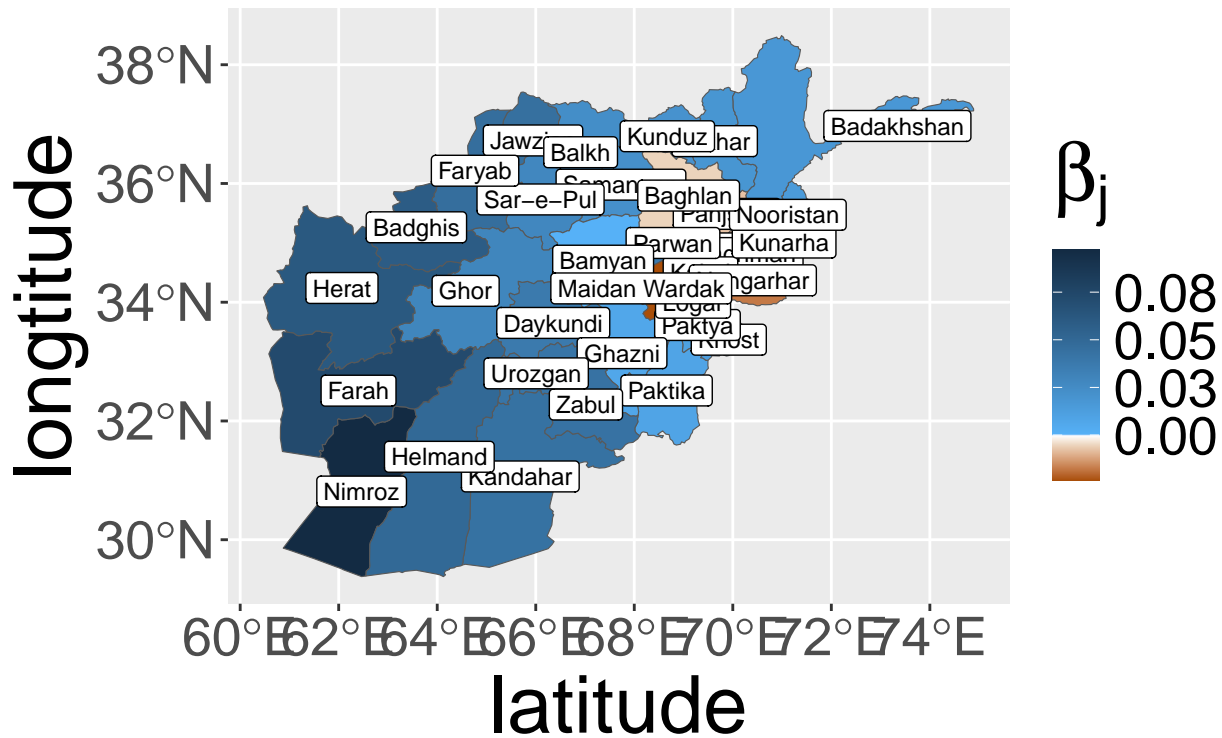 38°N
36°N
34°N
32°N
30°N
longtitude
60°E
62°E
64°E
66°E
68°E
70°E
72°E
74°E
latitude
Badakhshan
Kunduz
Balkh
Faryab
Sar-e-Pul
Baghlan
Nooristan
Badghis
Parwan
Kunarha
Bamyan
Herat
Ghor
Maidan Wardak
Logar
Daykundi
Paktya
Khost
Ghazni
Urozgan
Farah
Zabul
Paktika
Helmand
Kandahar
Nimroz
βj
0.08
0.05
0.03
0.00